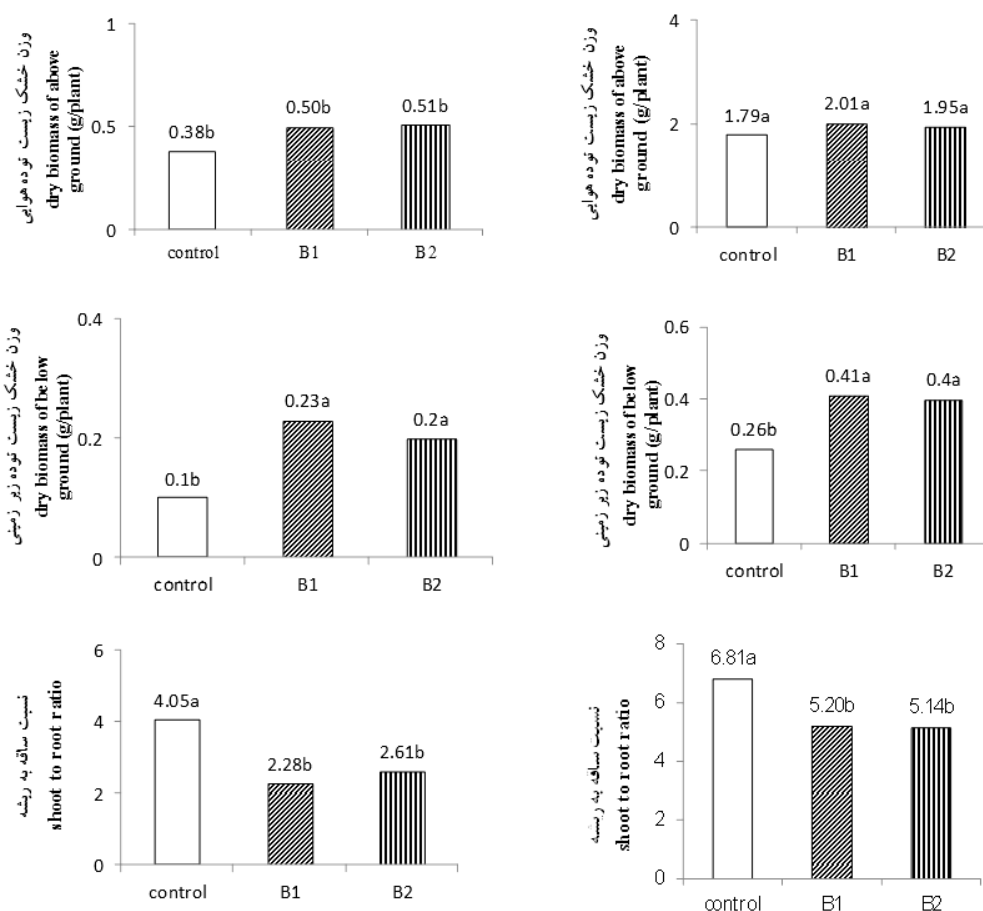 وزن خشک زیست توده هوایی
dry biomass of above
ground (g/plant)
1
0.5
0
0.38b
0.50b
0.51b
control
B1
B2
وزن خشک زیست توده هوایی
dry biomass of above
ground (g/plant)
4
2
0
1.79a
2.01a
1.95a
control
B1
B2
وزن خشک زیست توده زیر زمینی
dry biomass of below
ground (g/plant)
0.4
0.2
0
0.1b
0.23a
0.2a
control
B1
B2
وزن خشک زیست توده زیر زمینی
dry biomass of below
ground (g/plant)
0.6
0.4
0.2
0
0.26b
0.41a
0.4a
control
B1
B2
نسبت ساقه به ریشه
shoot to root ratio
6
4
2
0
4.05a
2.28b
2.61b
control
B1
B2
نسبت ساقه به ریشه
shoot to root ratio
8
6
4
2
0
6.81a
5.20b
5.14b
control
B1
B2